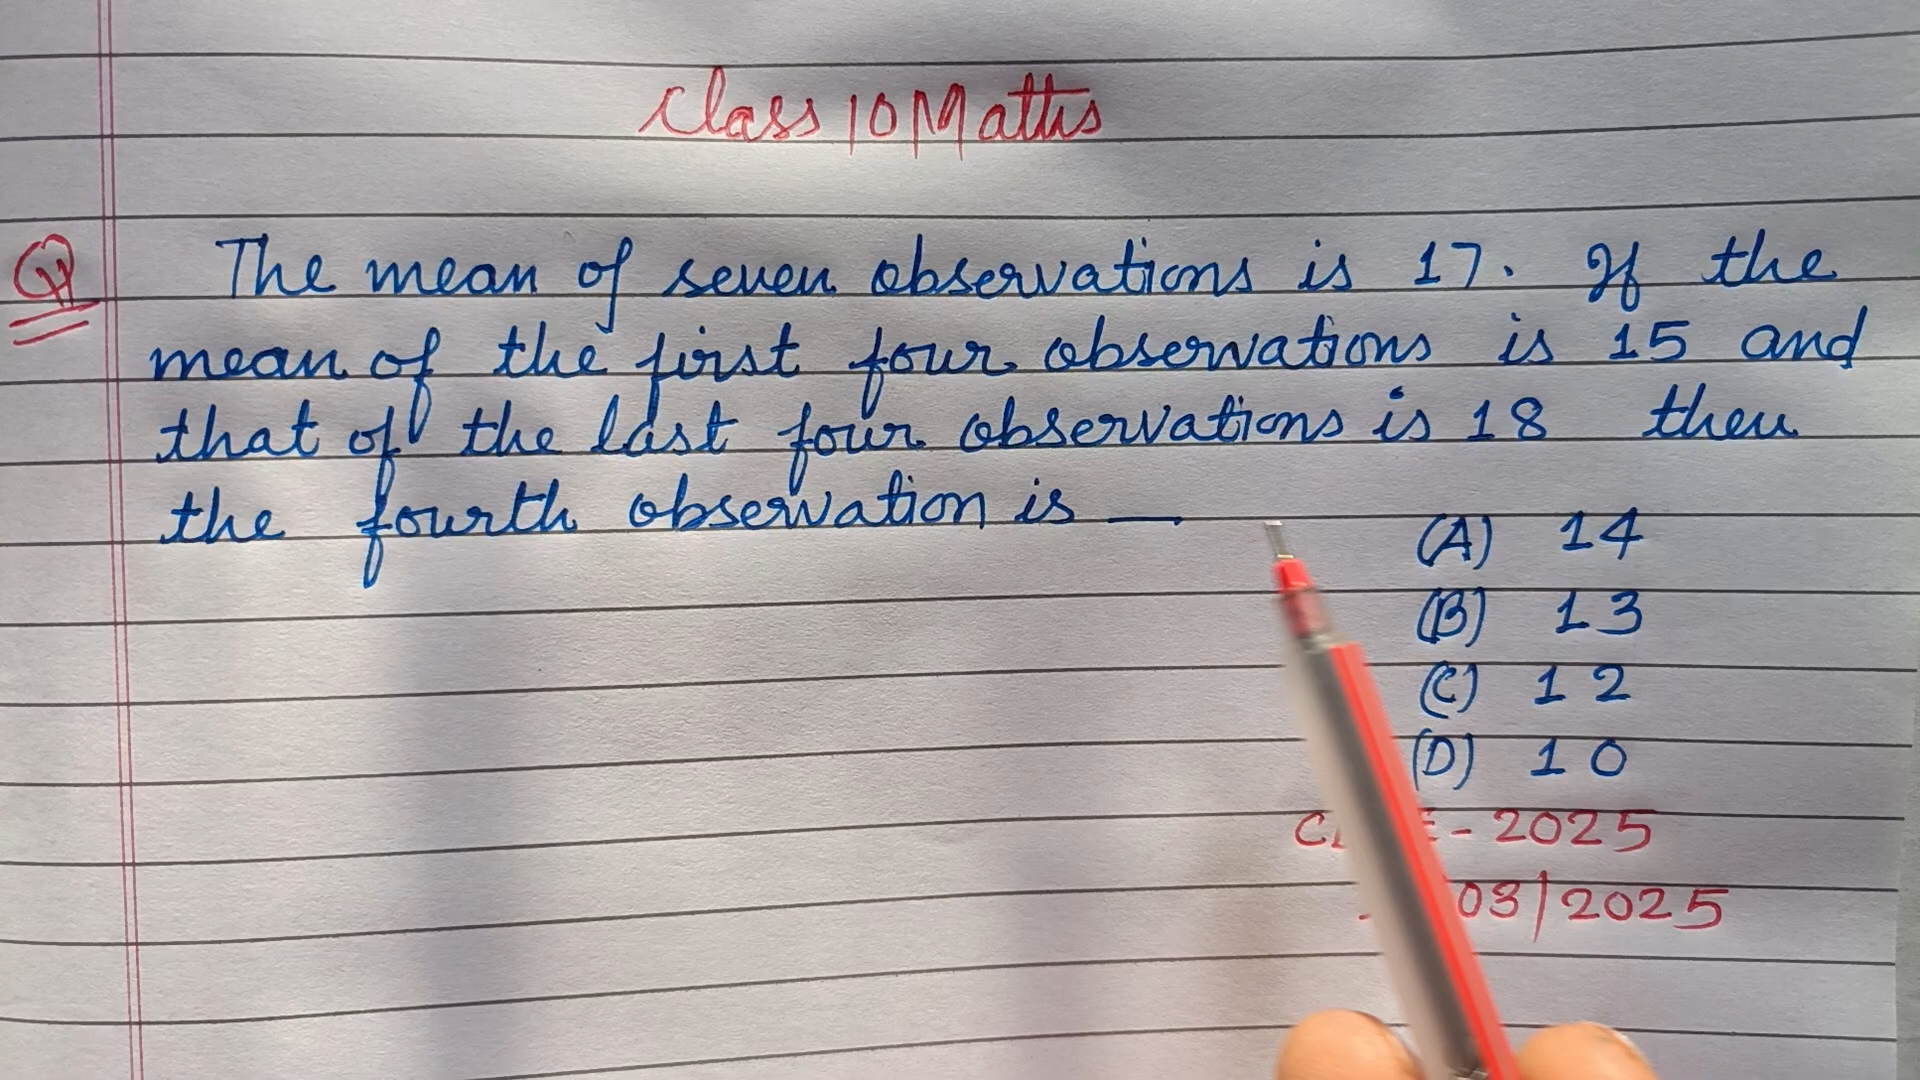 Class 10 Maths
Q The mean of seven observations is 17. If the
mean of the first four observations is 15 and
that of the last four observations is 18 then
the fourth observation is __
(A) 14
(B) 13
(C) 12
(D) 10
- 2025
03/2025